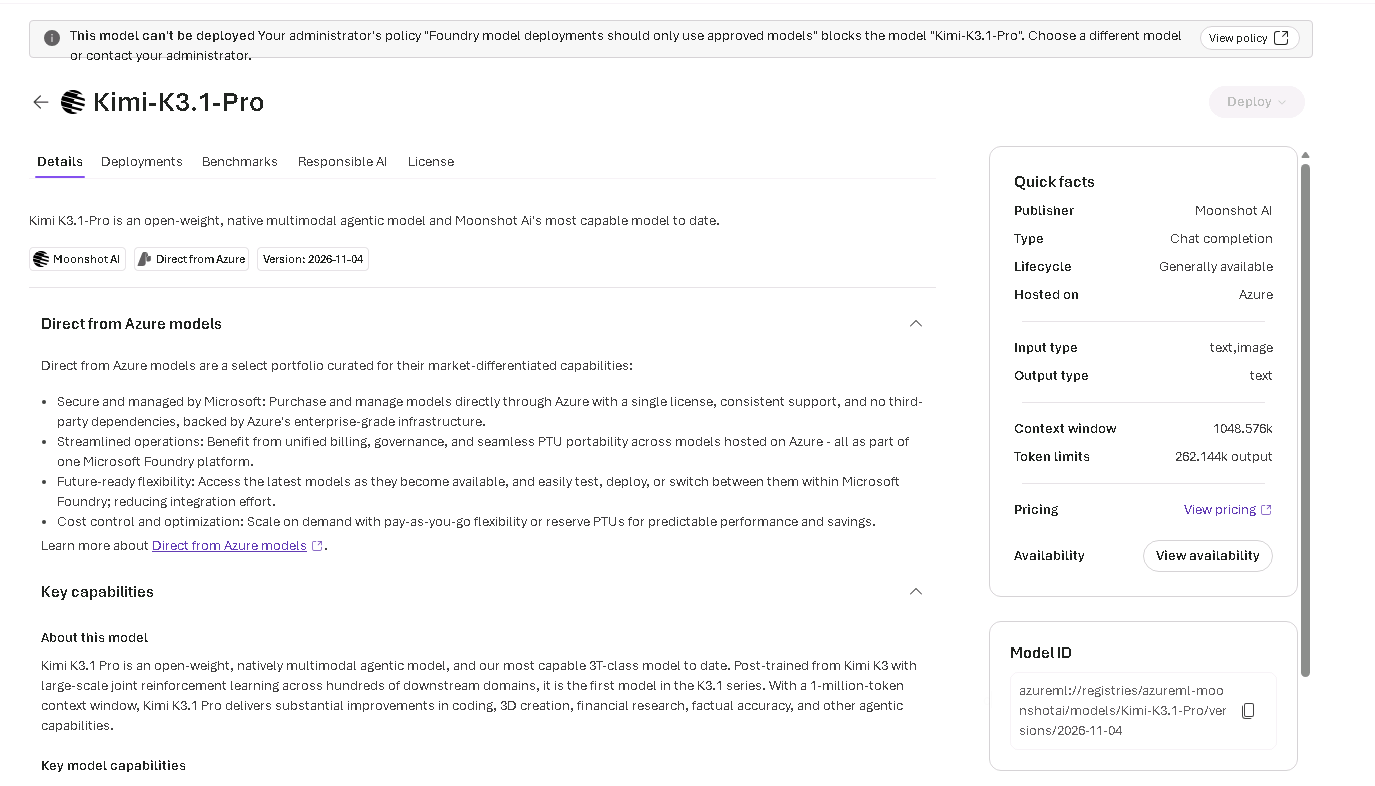 This model can't be deployed Your administrator's policy "Foundry model deployments should only use approved models" blocks the model "Kimi-K3.1-Pro". Choose a different model
or contact your administrator.
View policy
Kimi-K3.1-Pro
Deploy
Details
Deployments
Benchmarks
Responsible AI
License
Kimi K3.1-Pro is an open-weight, native multimodal agentic model and Moonshot Ai's most capable model to date.
Moonshot AI
Direct from Azure
Version: 2026-11-04
Direct from Azure models
Direct from Azure models are a select portfolio curated for their market-differentiated capabilities:
• Secure and managed by Microsoft: Purchase and manage models directly through Azure with a single license, consistent support, and no third-
party dependencies, backed by Azure's enterprise-grade infrastructure.
• Streamlined operations: Benefit from unified billing, governance, and seamless PTU portability across models hosted on Azure - all as part of
one Microsoft Foundry platform.
• Future-ready flexibility: Access the latest models as they become available, and easily test, deploy, or switch between them within Microsoft
Foundry; reducing integration effort.
• Cost control and optimization: Scale on demand with pay-as-you-go flexibility or reserve PTUs for predictable performance and savings.
Learn more about Direct from Azure models.
Key capabilities
About this model
Kimi K3.1 Pro is an open-weight, natively multimodal agentic model, and our most capable 3T-class model to date. Post-trained from Kimi K3 with
large-scale joint reinforcement learning across hundreds of downstream domains, it is the first model in the K3.1 series. With a 1-million-token
context window, Kimi K3.1 Pro delivers substantial improvements in coding, 3D creation, financial research, factual accuracy, and other agentic
capabilities.
Key model capabilities
Quick facts
Publisher Moonshot AI
Type Chat completion
Lifecycle Generally available
Hosted on Azure
Input type text,image
Output type text
Context window 1048.576k
Token limits 262.144k output
Pricing View pricing
Availability View availability
Model ID
azureml://registries/azureml-moo
nshotai/models/Kimi-K3.1-Pro/ver
sions/2026-11-04